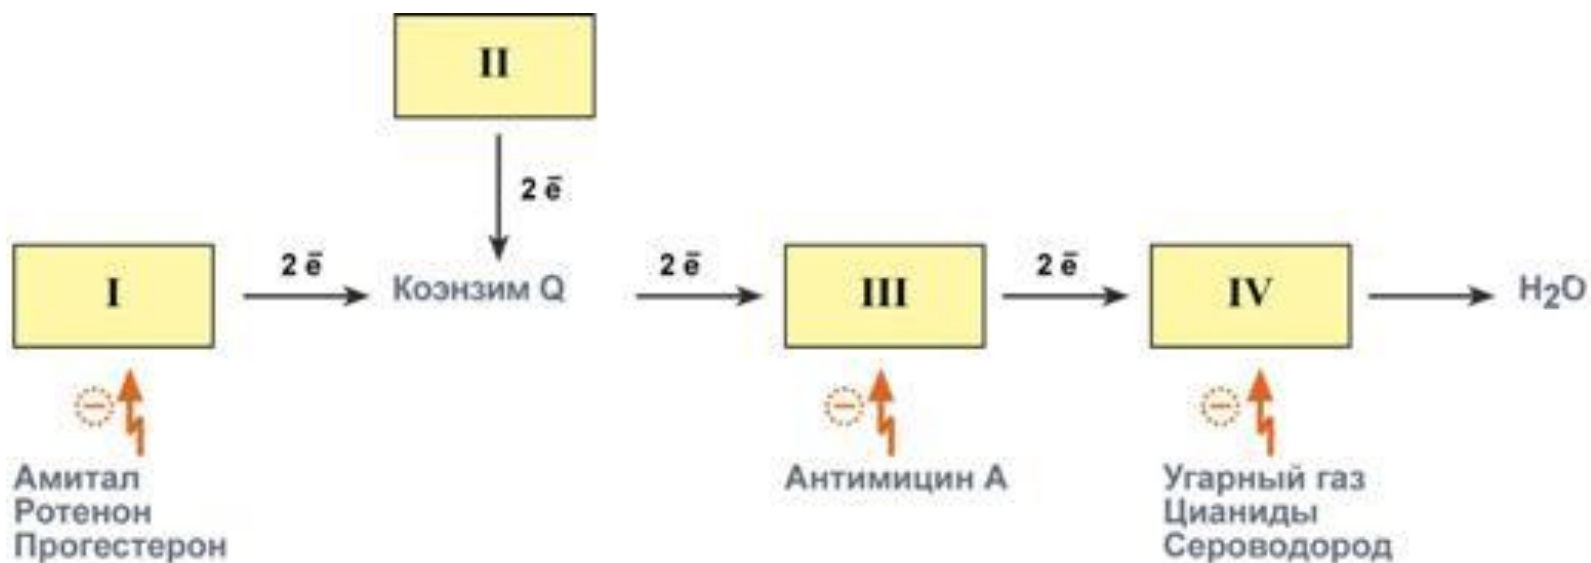 II
2 ē
I
2 ē
Коэнзим Q
2 ē
III
2 ē
IV
H₂O
Амитал
Ротенон
Прогестерон
Антимицин А
Угарный газ
Цианиды
Сероводород